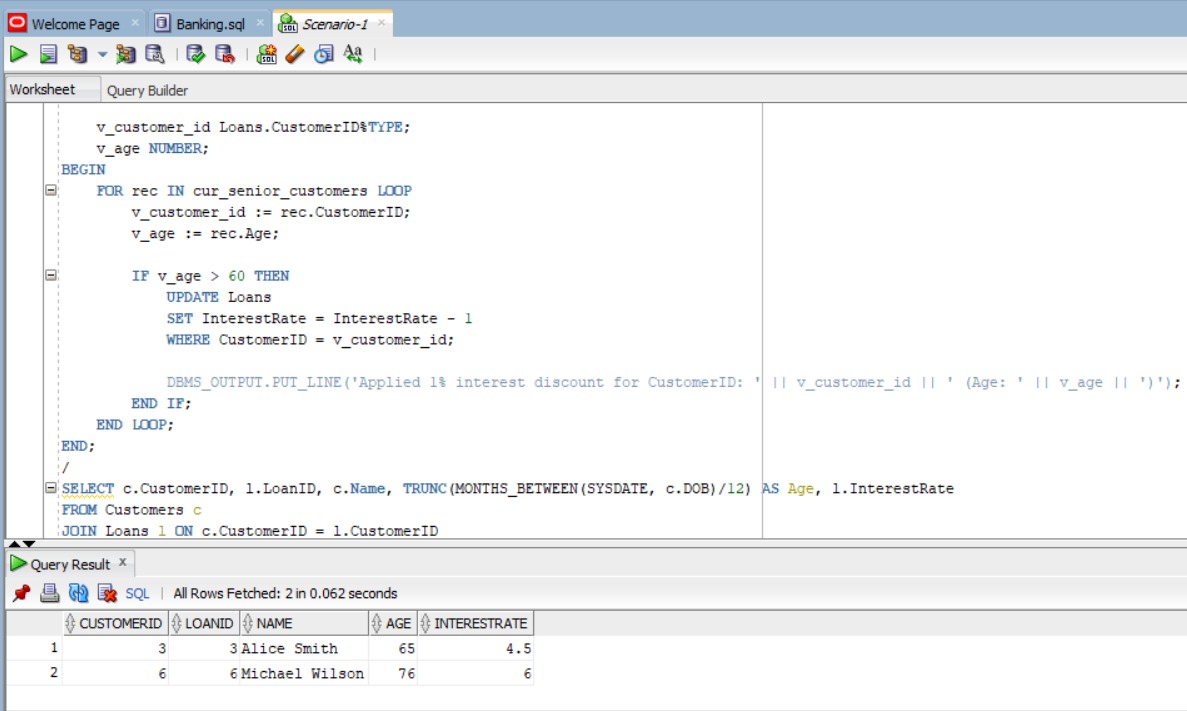 Welcome Page
Banking.sql
Scenario-1
Worksheet
Query Builder
v_customer_id Loans.CustomerID%TYPE;
v_age NUMBER;
BEGIN
FOR rec IN cur_senior_customers LOOP
v_customer_id := rec.CustomerID;
v_age := rec.Age;
IF v_age > 60 THEN
UPDATE Loans
SET InterestRate = InterestRate - 1
WHERE CustomerID = v_customer_id;
DBMS_OUTPUT.PUT_LINE('Applied 1% interest discount for CustomerID: ' || v_customer_id || ' (Age: ' || v_age || ')');
END IF;
END LOOP;
END;
/
SELECT c.CustomerID, l.LoanID, c.Name, TRUNC(MONTHS_BETWEEN(SYSDATE, c.DOB)/12) AS Age, l.InterestRate
FROM Customers c
JOIN Loans l ON c.CustomerID = l.CustomerID
Query Result
SQL | All Rows Fetched: 2 in 0.062 seconds
CUSTOMERID LOANID NAME AGE INTERESTRATE
1 3 3 Alice Smith 65 4.5
2 6 6 Michael Wilson 76 6